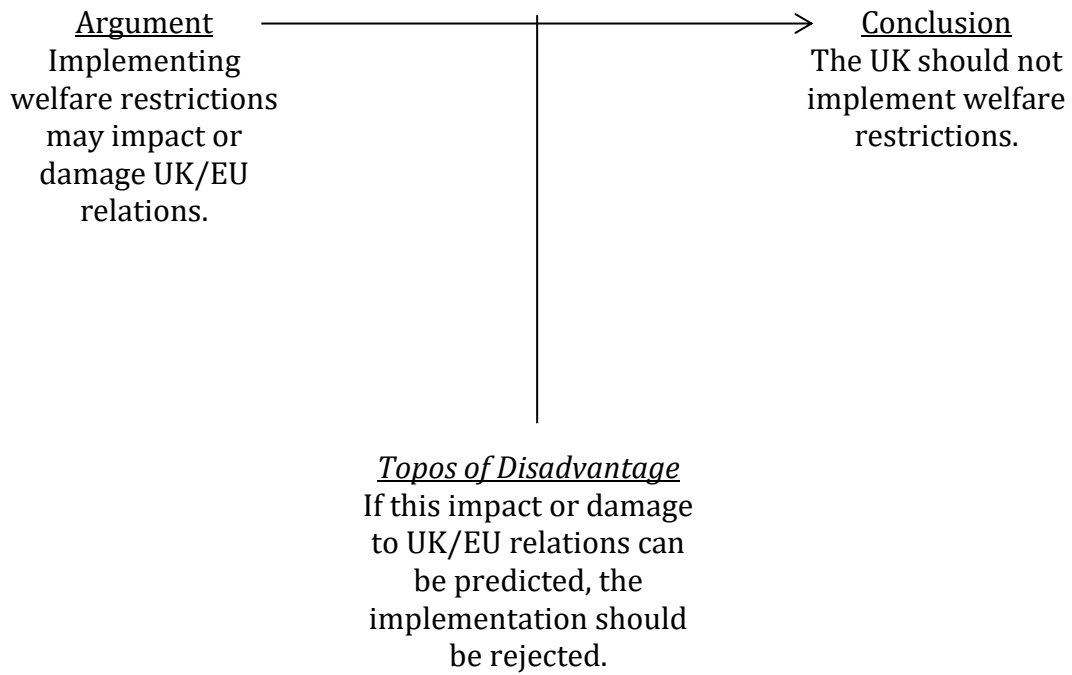 Argument
Implementing
welfare restrictions
may impact or
damage UK/EU
relations.
Conclusion
The UK should not
implement welfare
restrictions.
Topos of Disadvantage
If this impact or damage
to UK/EU relations can
be predicted, the
implementation should
be rejected.